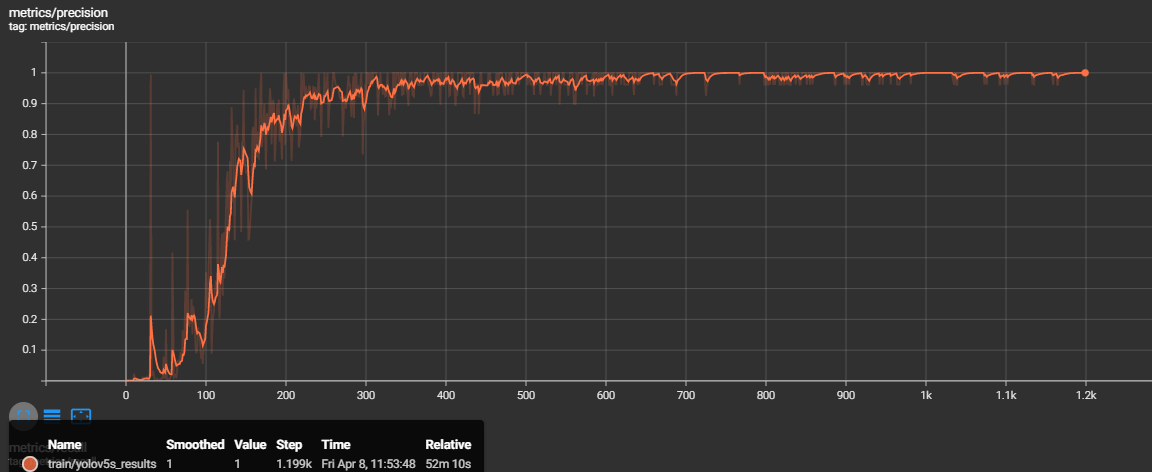 metrics/precision
tag: metrics/precision
1
0.9
0.8
0.7
0.6
0.5
0.4
0.3
0.2
0.1
0 100 200 300 400 500 600 700 800 900 1k 1.1k 1.2k
Name Smoothed Value Step Time Relative
train/yolov5s_results 1 1 1.199k Fri Apr 8, 11:53:48 52m 10s